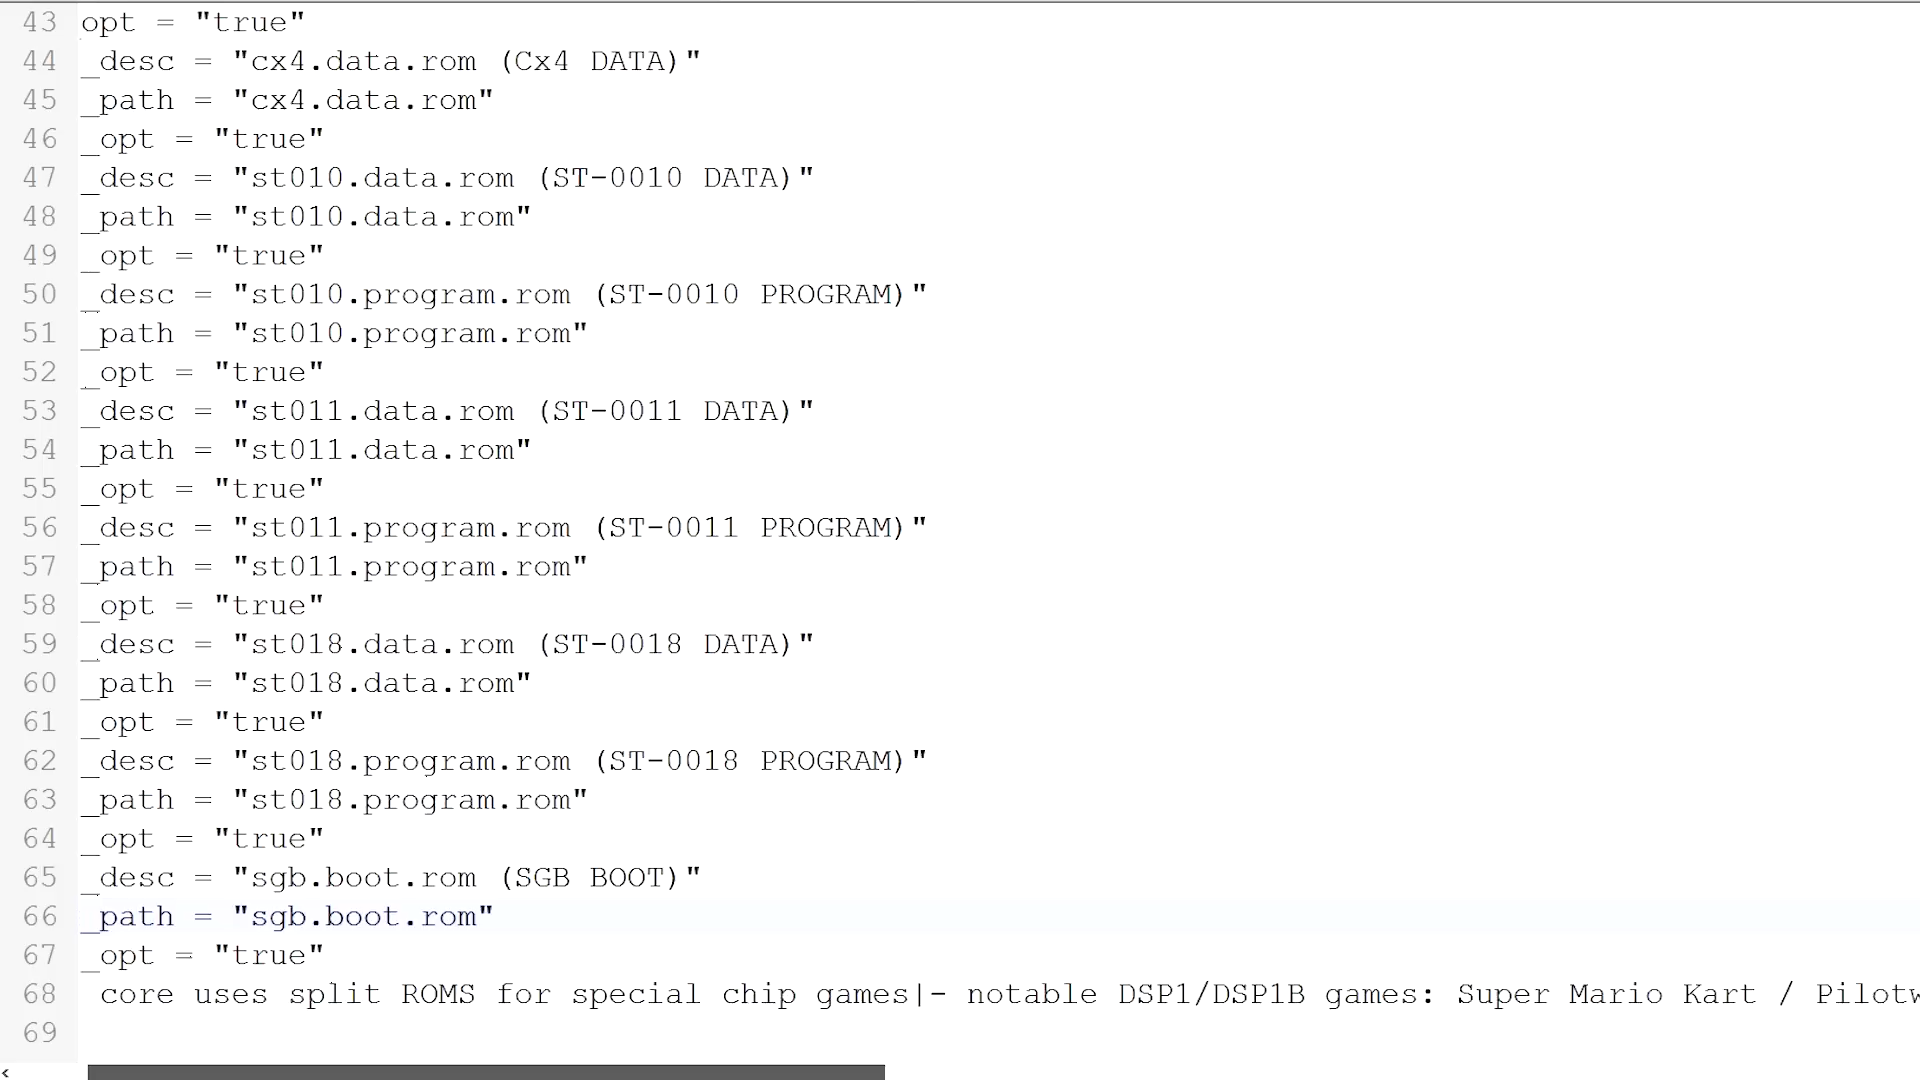 43 opt = "true"
44 _desc = "cx4.data.rom (Cx4 DATA)"
45 _path = "cx4.data.rom"
46 _opt = "true"
47 _desc = "st010.data.rom (ST-0010 DATA)"
48 _path = "st010.data.rom"
49 _opt = "true"
50 _desc = "st010.program.rom (ST-0010 PROGRAM)"
51 _path = "st010.program.rom"
52 _opt = "true"
53 _desc = "st011.data.rom (ST-0011 DATA)"
54 _path = "st011.data.rom"
55 _opt = "true"
56 _desc = "st011.program.rom (ST-0011 PROGRAM)"
57 _path = "st011.program.rom"
58 _opt = "true"
59 _desc = "st018.data.rom (ST-0018 DATA)"
60 _path = "st018.data.rom"
61 _opt = "true"
62 _desc = "st018.program.rom (ST-0018 PROGRAM)"
63 _path = "st018.program.rom"
64 _opt = "true"
65 _desc = "sgb.boot.rom (SGB BOOT)"
66 _path = "sgb.boot.rom"
67 _opt = "true"
68 core uses split ROMS for special chip games|- notable DSP1/DSP1B games: Super Mario Kart /
69